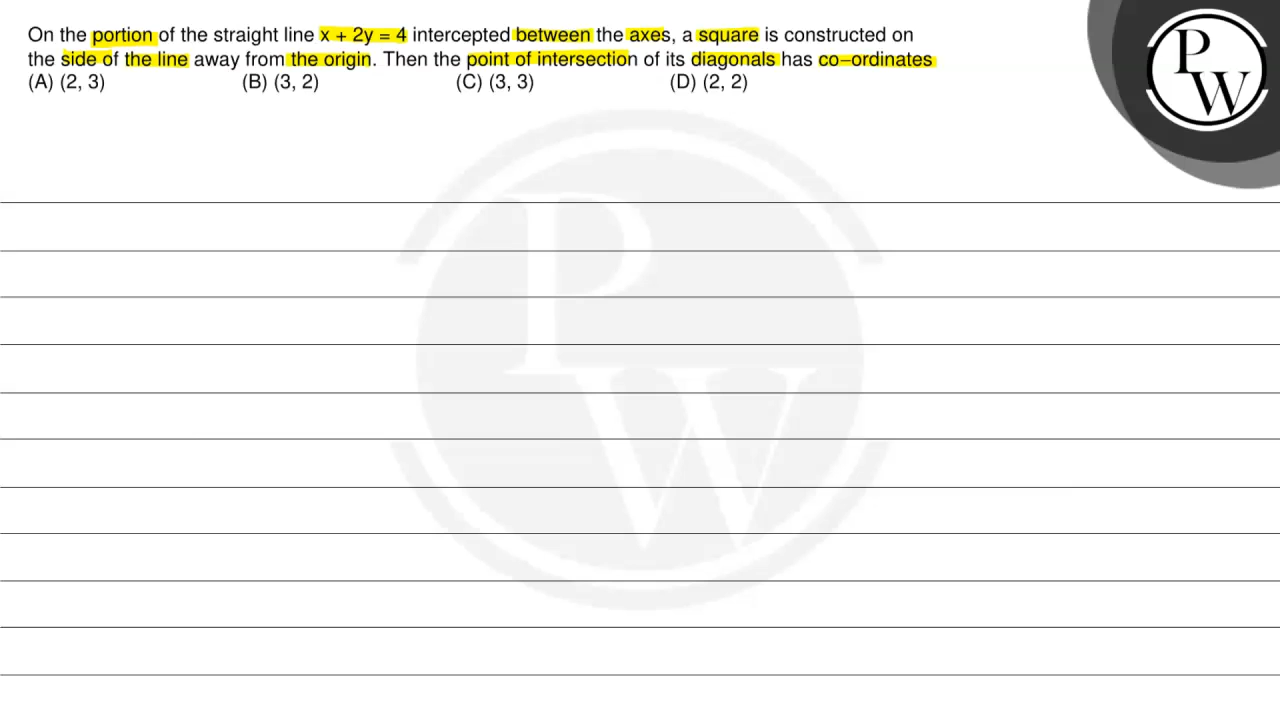 On the portion of the straight line x + 2y = 4 intercepted between the axes, a square is constructed on
the side of the line away from the origin. Then the point of intersection of its diagonals has co–ordinates
(A) (2, 3) (B) (3, 2) (C) (3, 3) (D) (2, 2)
P
W
P
W